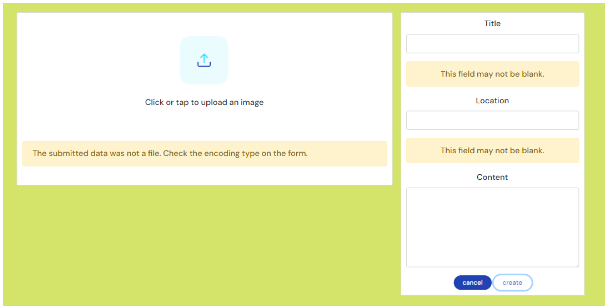 Click or tap to upload an image
The submitted data was not a file. Check the encoding type on the form.
Title
This field may not be blank.
Location
This field may not be blank.
Content
cancel
create